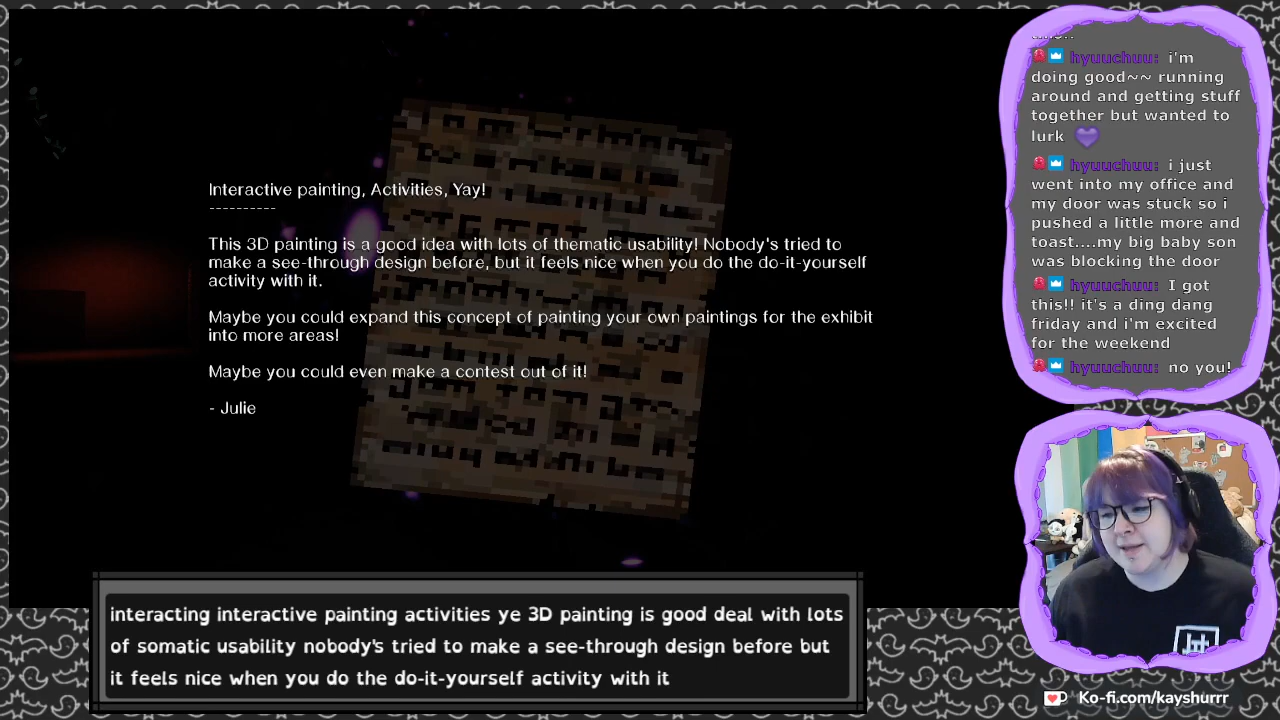 Interactive painting, Activities, Yay!
----------
This 3D painting is a good idea with lots of thematic usability! Nobody's tried to
make a see-through design before, but it feels nice when you do the do-it-yourself
activity with it.
Maybe you could expand this concept of painting your own paintings for the exhibit
into more areas!
Maybe you could even make a contest out of it!
- Julie
hyuuchuu: i'm
doing good~~ running
around and getting stuff
together but wanted to
lurk
hyuuchuu: i just
went into my office and
my door was stuck so i
pushed a little more and
toast....my big baby son
was blocking the door
hyuuchuu: I got
this!! it's a ding dang
friday and i'm excited
for the weekend
hyuuchuu: no you!
interacting interactive painting activities ye 3D painting is good deal with lots
of somatic usability nobody's tried to make a see-through design before but
it feels nice when you do the do-it-yourself activity with it
Ko-fi.com/kayshurrr